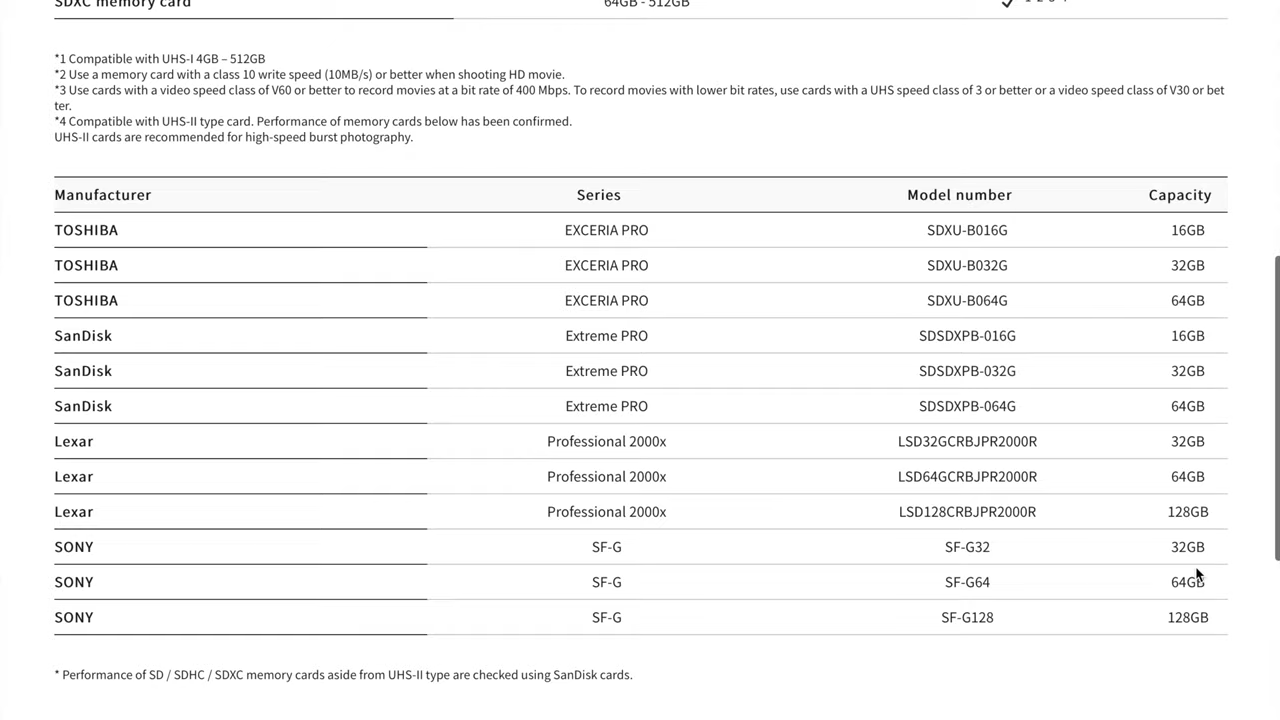 SDXC memory card 64GB - 512GB
*1 Compatible with UHS-I 4GB – 512GB
*2 Use a memory card with a class 10 write speed (10MB/s) or better when shooting HD movie.
*3 Use cards with a video speed class of V60 or better to record movies at a bit rate of 400 Mbps. To record movies with lower bit rates, use cards with a UHS speed class of 3 or better or a video speed class of V30 or bet
ter.
*4 Compatible with UHS-II type card. Performance of memory cards below has been confirmed.
UHS-II cards are recommended for high-speed burst photography.
Manufacturer Series Model number Capacity
TOSHIBA EXCERIA PRO SDXU-B016G 16GB
TOSHIBA EXCERIA PRO SDXU-B032G 32GB
TOSHIBA EXCERIA PRO SDXU-B064G 64GB
SanDisk Extreme PRO SDSDXPB-016G 16GB
SanDisk Extreme PRO SDSDXPB-032G 32GB
SanDisk Extreme PRO SDSDXPB-064G 64GB
Lexar Professional 2000x LSD32GCRBJPR2000R 32GB
Lexar Professional 2000x LSD64GCRBJPR2000R 64GB
Lexar Professional 2000x LSD128CRBJPR2000R 128GB
SONY SF-G SF-G32 32GB
SONY SF-G SF-G64 64GB
SONY SF-G SF-G128 128GB
* Performance of SD / SDHC / SDXC memory cards aside from UHS-II type are checked using SanDisk cards.